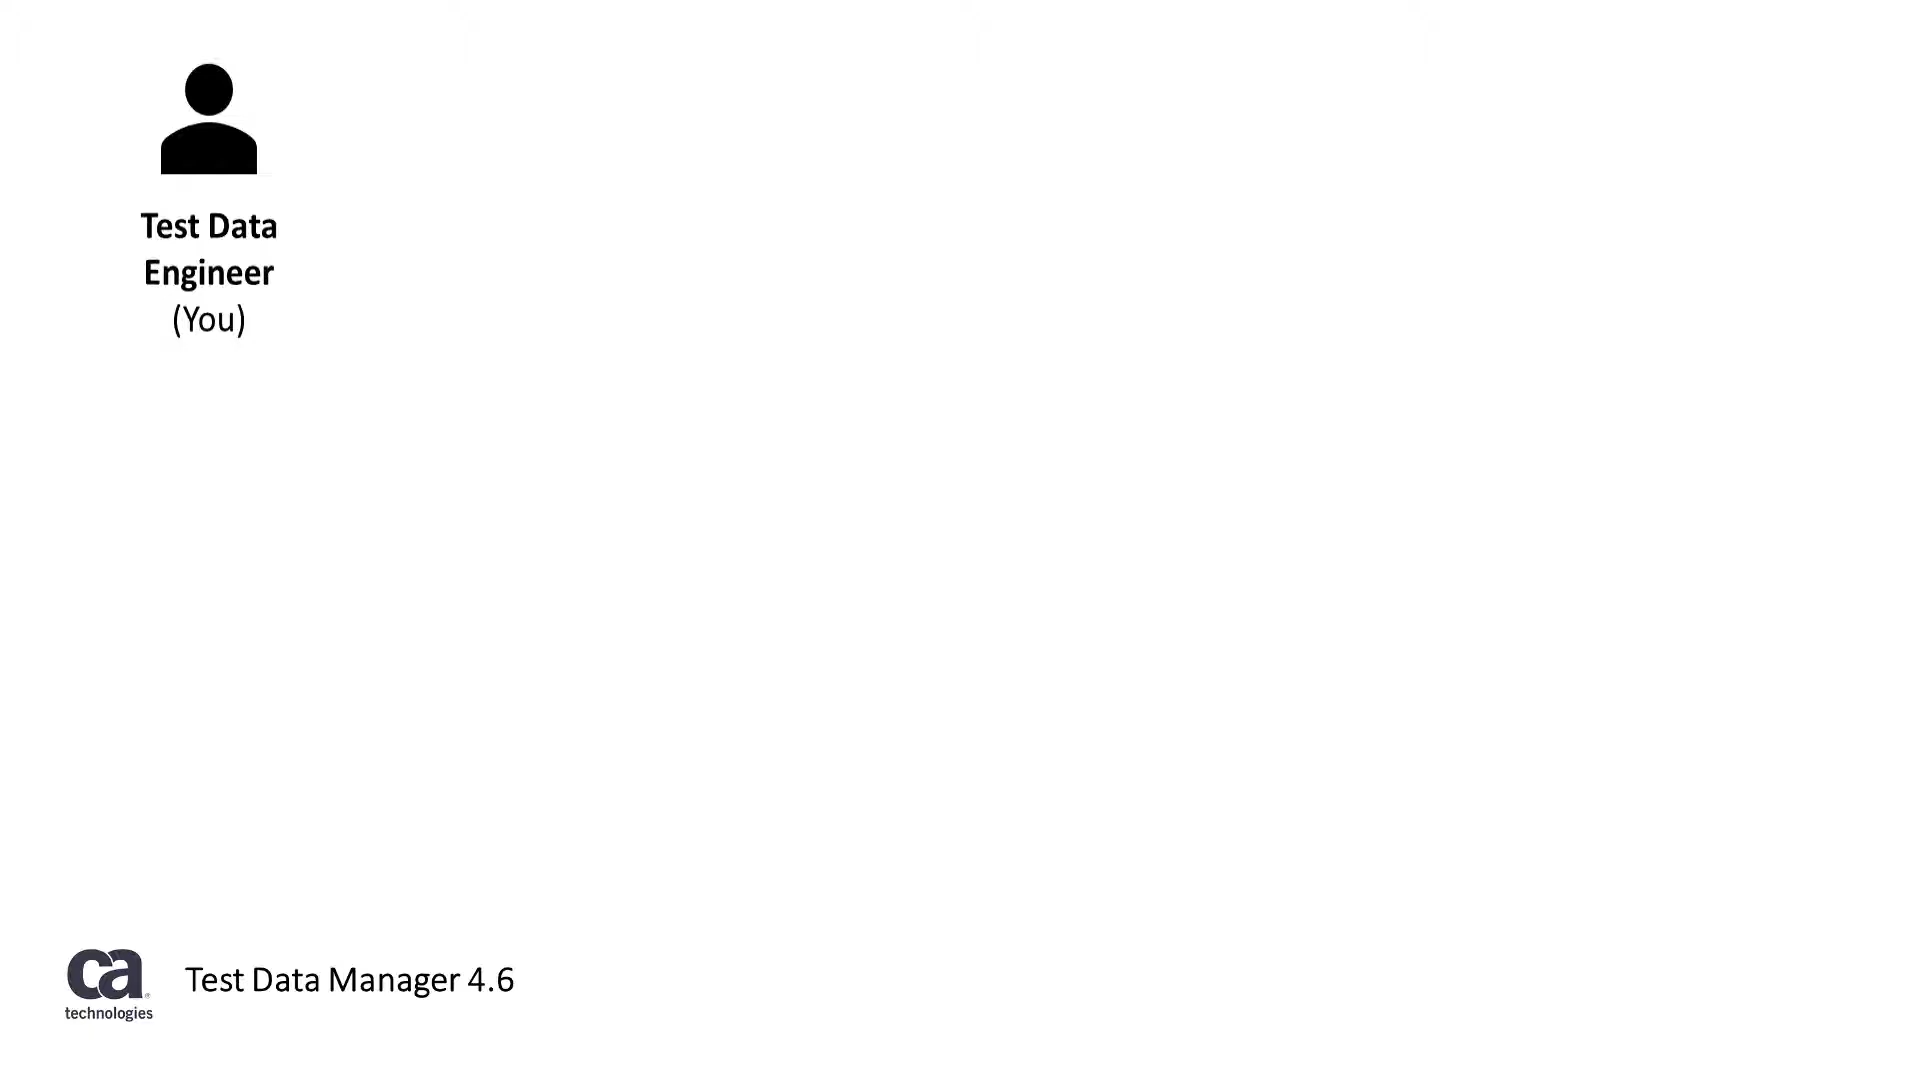 Test Data
Engineer
(You)
ca
technologies
Test Data Manager 4.6